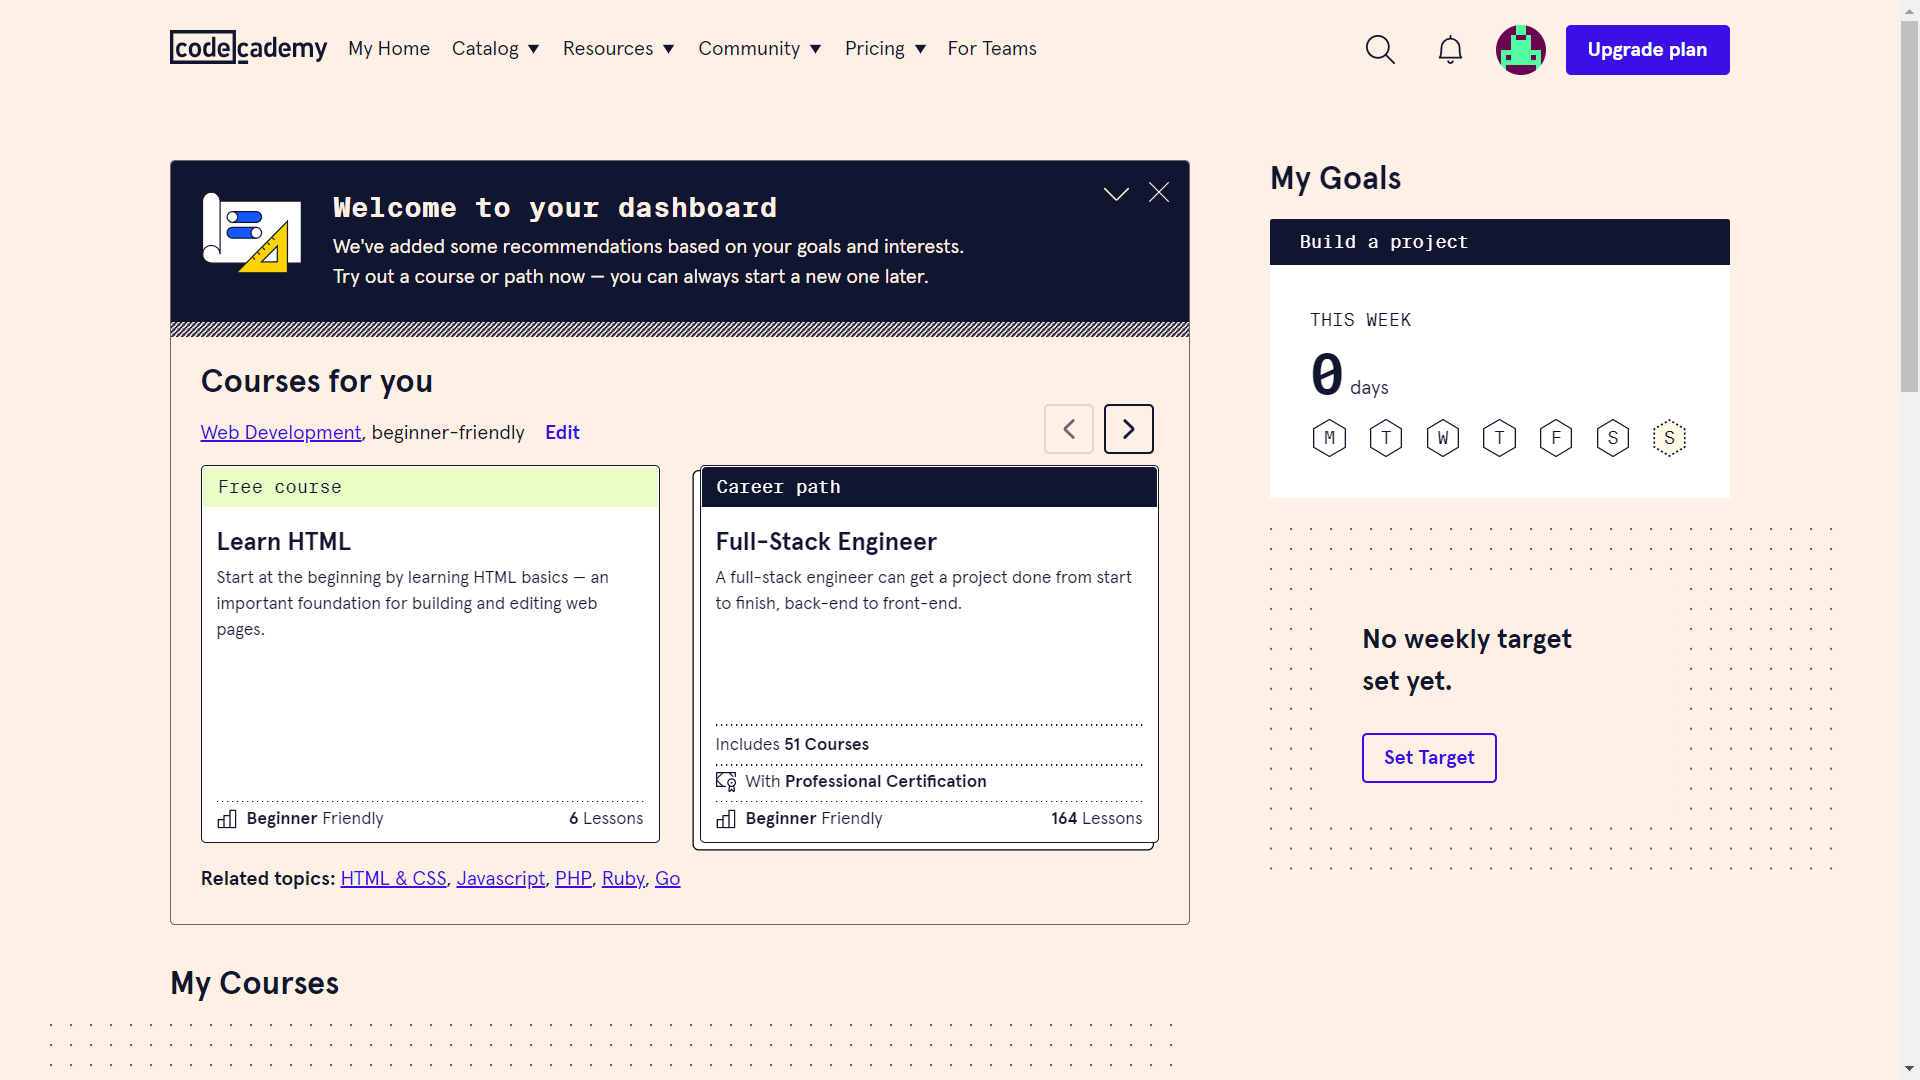 codecademy My Home Catalog Resources Community Pricing For Teams Upgrade plan
Welcome to your dashboard
We've added some recommendations based on your goals and interests.
Try out a course or path now — you can always start a new one later.
Courses for you
Web Development, beginner-friendly Edit
Free course
Learn HTML
Start at the beginning by learning HTML basics — an
important foundation for building and editing web
pages.
Beginner Friendly 6 Lessons
Career path
Full-Stack Engineer
A full-stack engineer can get a project done from start
to finish, back-end to front-end.
Includes 51 Courses
With Professional Certification
Beginner Friendly 164 Lessons
Related topics: HTML & CSS, Javascript, PHP, Ruby, Go
My Courses
My Goals
Build a project
THIS WEEK
0 days
M T W T F S S
No weekly target
set yet.
Set Target